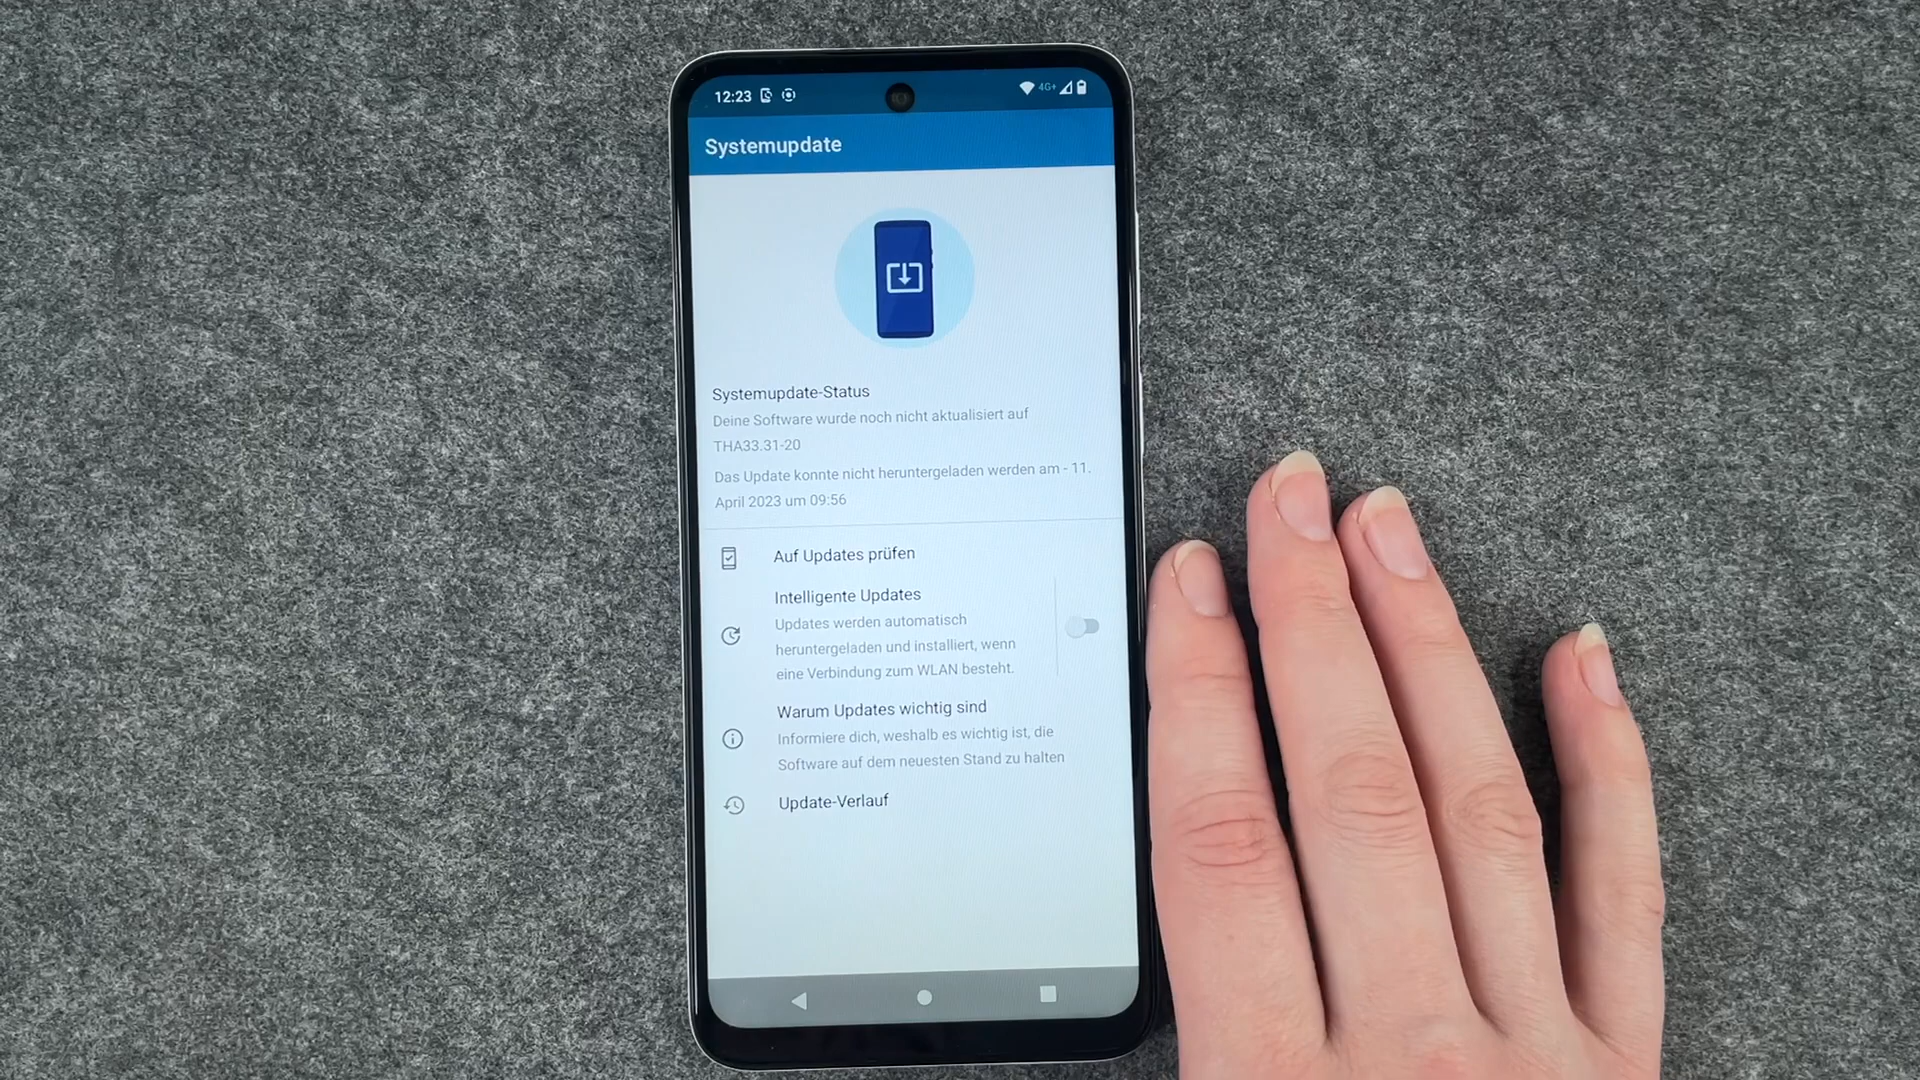 12:23
4G+
Systemupdate
Systemupdate-Status
Deine Software wurde noch nicht aktualisiert auf
THA33.31-20
Das Update konnte nicht heruntergeladen werden am - 11.
April 2023 um 09:56
Auf Updates prüfen
Intelligente Updates
Updates werden automatisch
heruntergeladen und installiert, wenn
eine Verbindung zum WLAN besteht.
Warum Updates wichtig sind
Informiere dich, weshalb es wichtig ist, die
Software auf dem neuesten Stand zu halten
Update-Verlauf